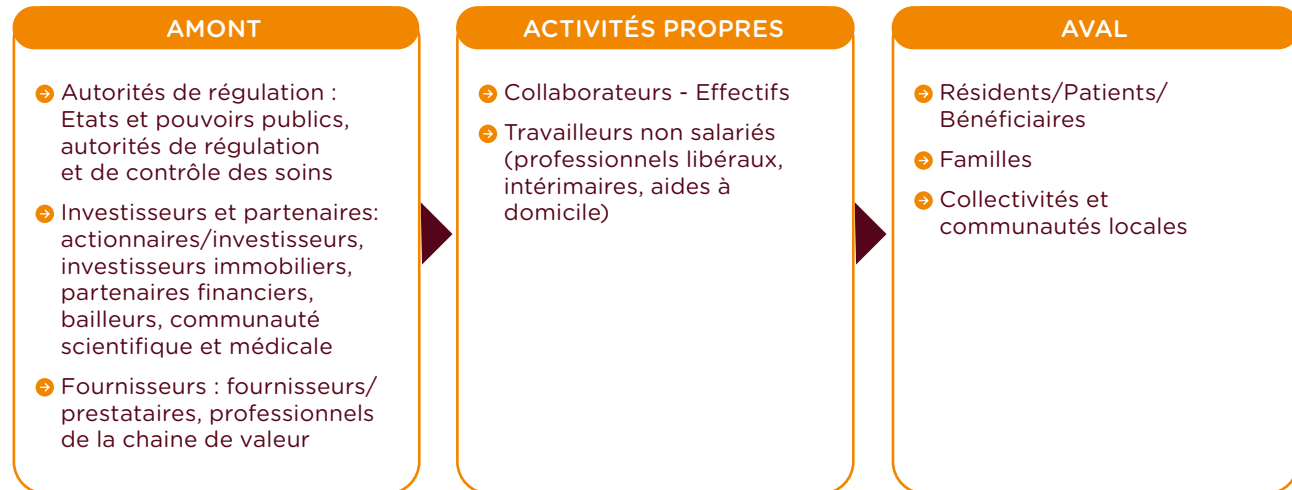 AMONT
Autorités de régulation :
Etats et pouvoirs publics,
autorités de régulation
et de contrôle des soins
Investisseurs et partenaires:
actionnaires/investisseurs,
investisseurs immobiliers,
partenaires financiers,
bailleurs, communauté
scientifique et médicale
Fournisseurs : fournisseurs/
prestataires, professionnels
de la chaine de valeur
ACTIVITÉS PROPRES
Collaborateurs - Effectifs
Travailleurs non salariés
(professionnels libéraux,
intérimaires, aides à
domicile)
AVAL
Résidents/Patients/
Bénéficiaires
Familles
Collectivités et
communautés locales